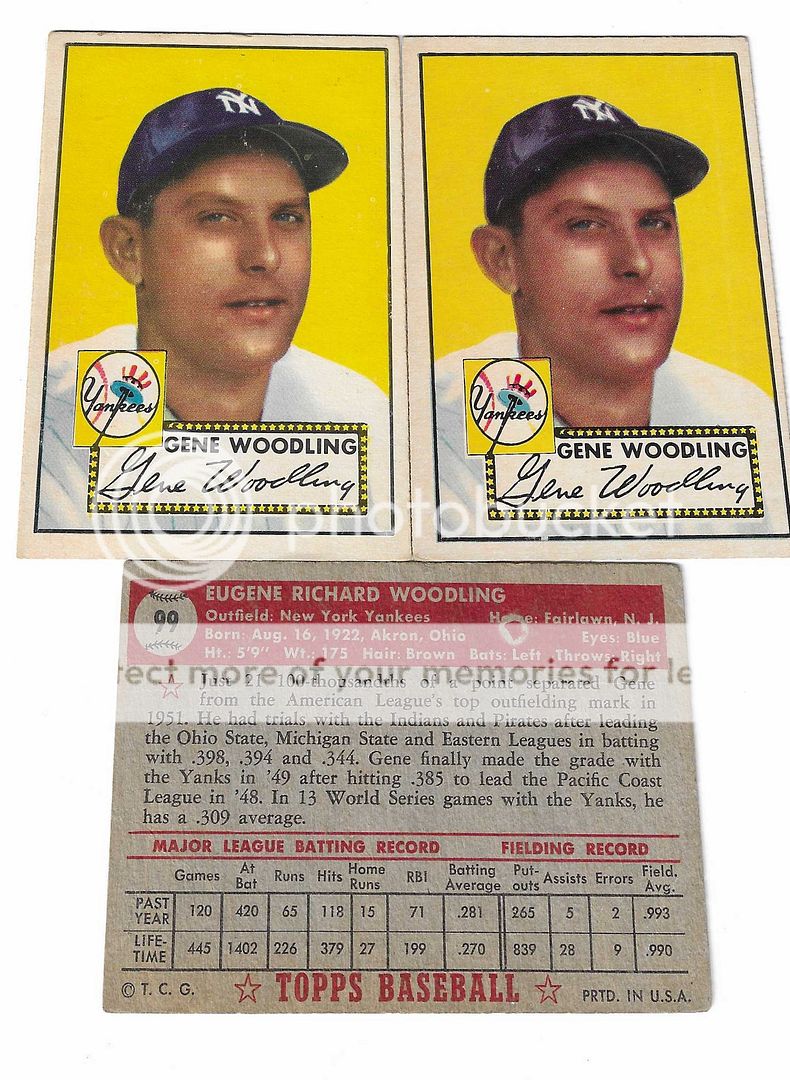 NY
NY
Yankees
Yankees
GENE WOODLING
Gene Woodling
GENE WOODLING
Gene Woodling
photobucket
99
EUGENE RICHARD WOODLING
Outfield: New York Yankees
Fairlawn, N. J.
Born: Aug. 16, 1922, Akron, Ohio
Eyes: Blue
Ht.: 5'9" Wt.: 175 Hair: Brown Bats: Left Throws: Right
more of your memories for
Just 21 100-thousandths of a point separated Gene
from the American League's top outfielding mark in
1951. He had trials with the Indians and Pirates after leading
the Ohio State, Michigan State and Eastern Leagues in batting
with .398, .394 and .344. Gene finally made the grade with
the Yanks in '49 after hitting .385 to lead the Pacific Coast
League in '48. In 13 World Series games with the Yanks, he
has a .309 average.
MAJOR LEAGUE BATTING RECORD FIELDING RECORD
Games At Bat Runs Hits Home Runs RBI Batting Average Put-outs Assists Errors Field. Avg.
PAST YEAR 120 420 65 118 15 71 .281 265 5 2 .993
LIFE-TIME 445 1402 226 379 27 199 .270 839 28 9 .990
© T. C. G. ☆ TOPPS BASEBALL ☆ PRTD. IN U.S.A.